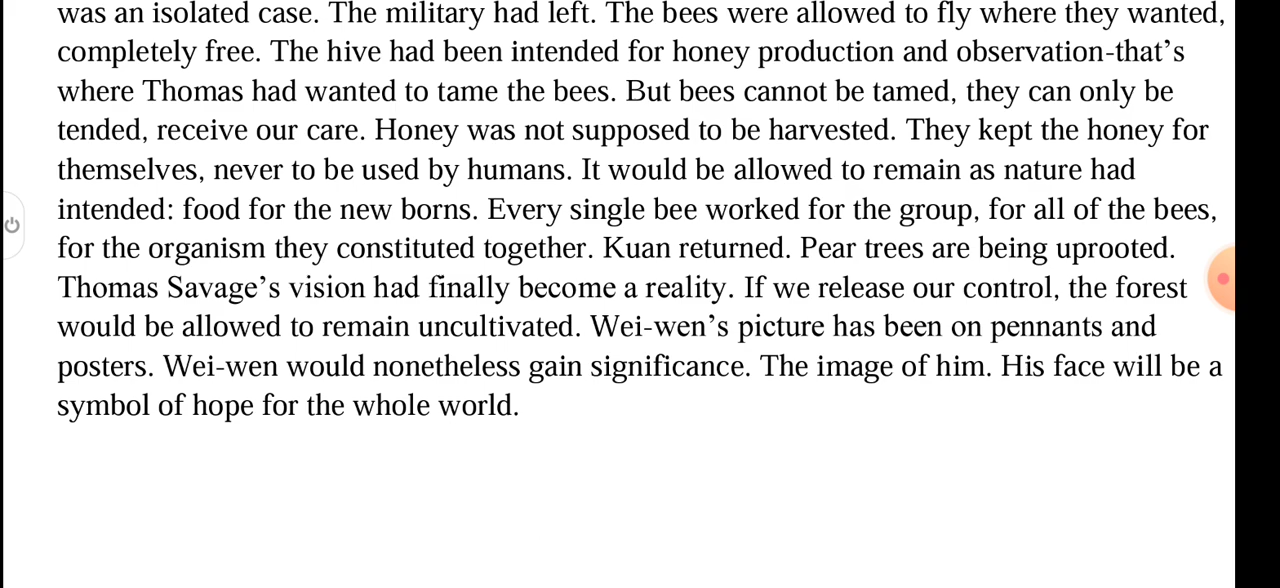 was an isolated case. The military had left. The bees were allowed to fly where they wanted,
completely free. The hive had been intended for honey production and observation-that’s
where Thomas had wanted to tame the bees. But bees cannot be tamed, they can only be
tended, receive our care. Honey was not supposed to be harvested. They kept the honey for
themselves, never to be used by humans. It would be allowed to remain as nature had
intended: food for the new borns. Every single bee worked for the group, for all of the bees,
for the organism they constituted together. Kuan returned. Pear trees are being uprooted.
Thomas Savage’s vision had finally become a reality. If we release our control, the forest
would be allowed to remain uncultivated. Wei-wen’s picture has been on pennants and
posters. Wei-wen would nonetheless gain significance. The image of him. His face will be a
symbol of hope for the whole world.